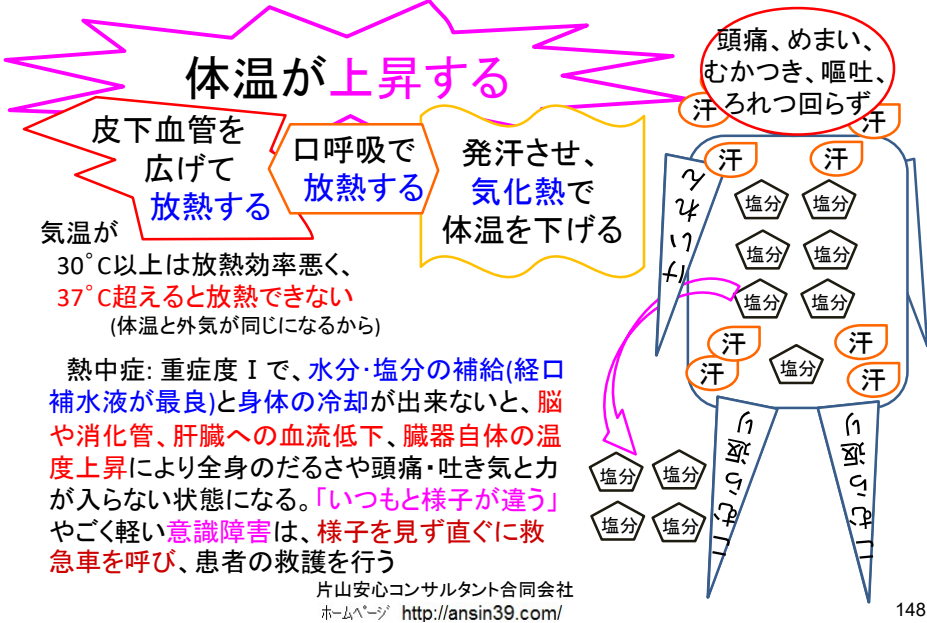 体温が上昇する
皮下血管を
広げて
放熱する
口呼吸で
放熱する
発汗させ、
気化熱で
体温を下げる
気温が
30°C以上は放熱効率悪く、
37°C超えると放熱できない
(体温と外気が同じになるから)
熱中症: 重症度Ⅰで、水分・塩分の補給(経口
補水液が最良)と身体の冷却が出来ないと、脳
や消化管、肝臓への血流低下、臓器自体の温
度上昇により全身のだるさや頭痛・吐き気と力
が入らない状態になる。「いつもと様子が違う」
やごく軽い意識障害は、様子を見ず直ぐに救
急車を呼び、患者の救護を行う
頭痛、めまい、
むかつき、嘔吐、
ろれつ回らず
汗
汗
汗
汗
けいれん
塩分
塩分
塩分
塩分
塩分
塩分
汗
汗
汗
塩分
汗
こむら返り
こむら返り
塩分
塩分
塩分
塩分
片山安心コンサルタント合同会社
ホームページ http://ansin39.com/
148